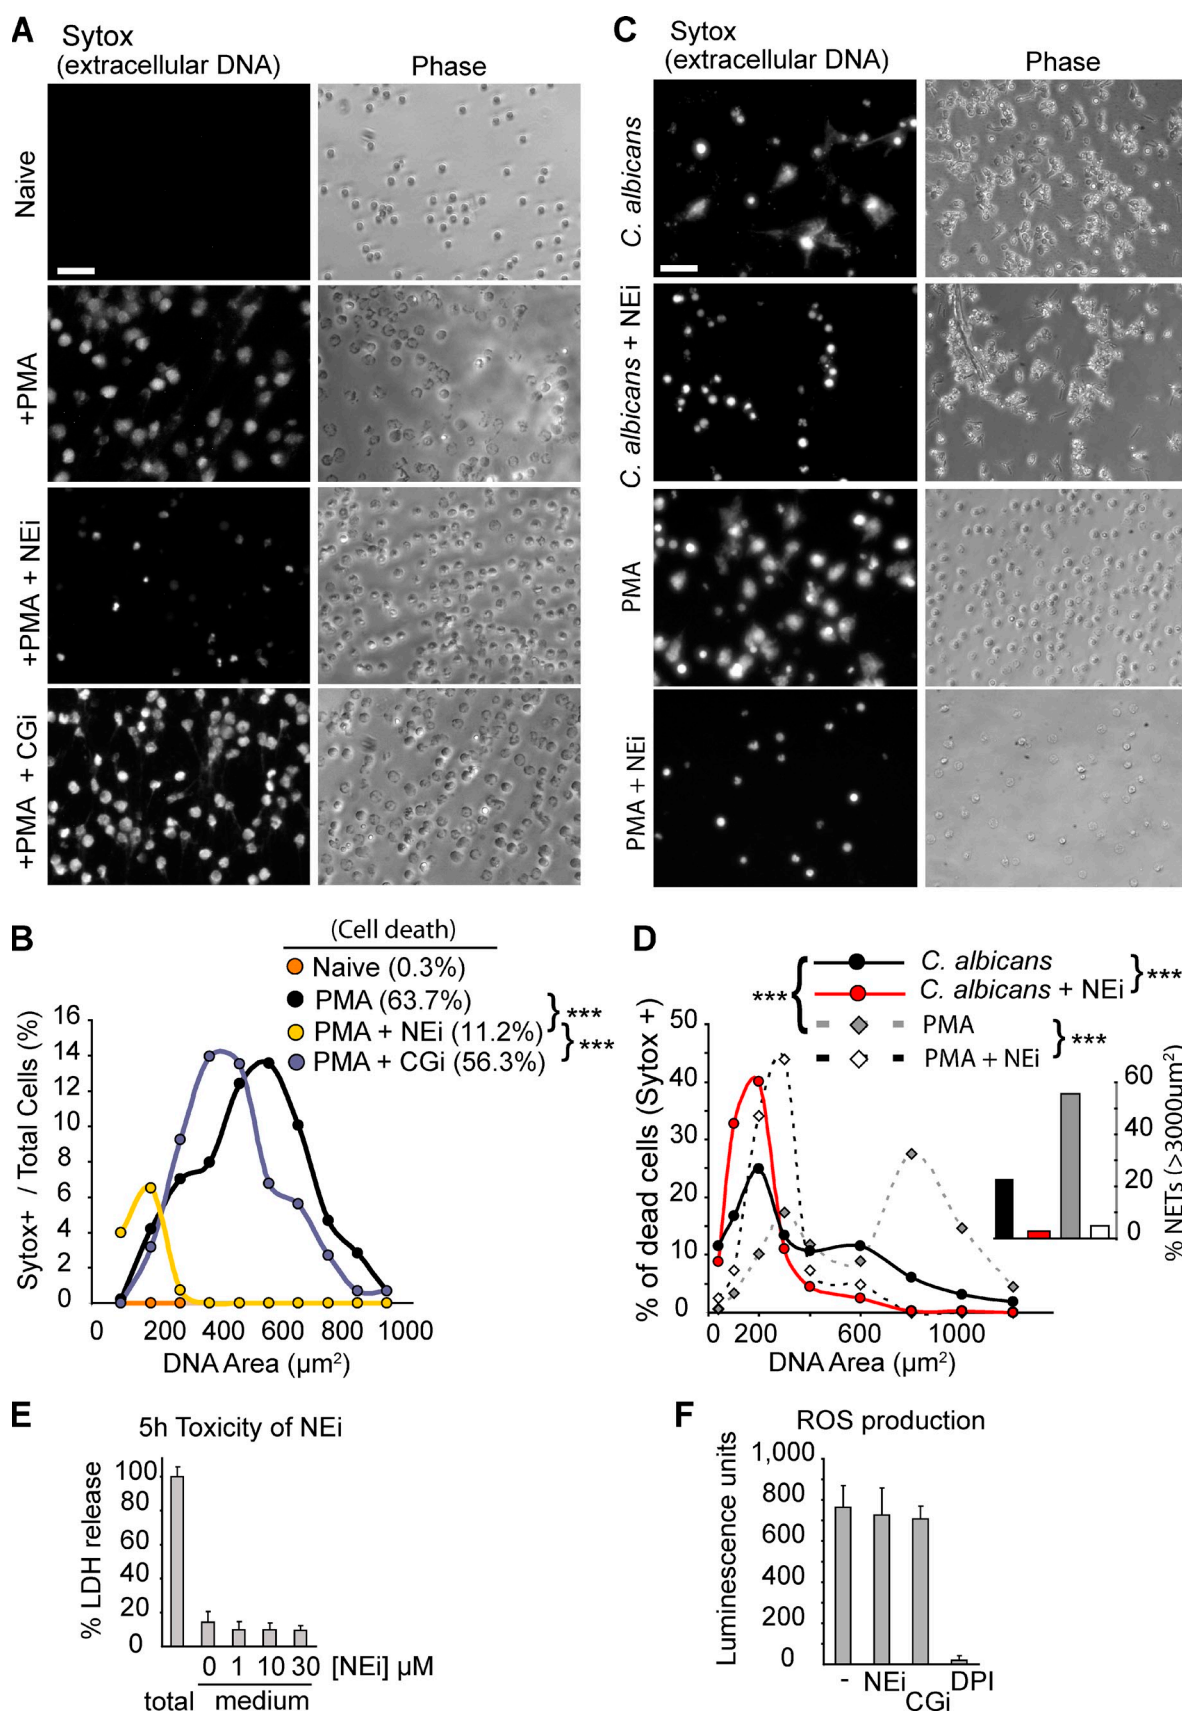 A
Sytox
(extracellular DNA)
Phase
Naive
+PMA
+PMA + NEi
+PMA + CGi
C
Sytox
(extracellular DNA)
Phase
C. albicans
C. albicans + NEi
PMA
PMA + NEi
B
(Cell death)
Naive (0.3%)
PMA (63.7%)
PMA + NEi (11.2%)
PMA + CGi (56.3%)
***
***
Sytox+ / Total Cells (%)
16
14
12
10
8
6
4
2
0
0 200 400 600 800 1000
DNA Area (µm²)
D
C. albicans
C. albicans + NEi
PMA
PMA + NEi
***
***
***
% of dead cells (Sytox +)
50
40
30
20
10
0
0 200 600 1000
DNA Area (µm²)
60
40
20
0
% NETs (>3000µm²)
E
5h Toxicity of NEi
% LDH release
100
80
60
40
20
0
0 1 10 30 [NEi] µM
total medium
F
ROS production
Luminescence units
1,000
800
600
400
200
0
- NEi CGi DPI